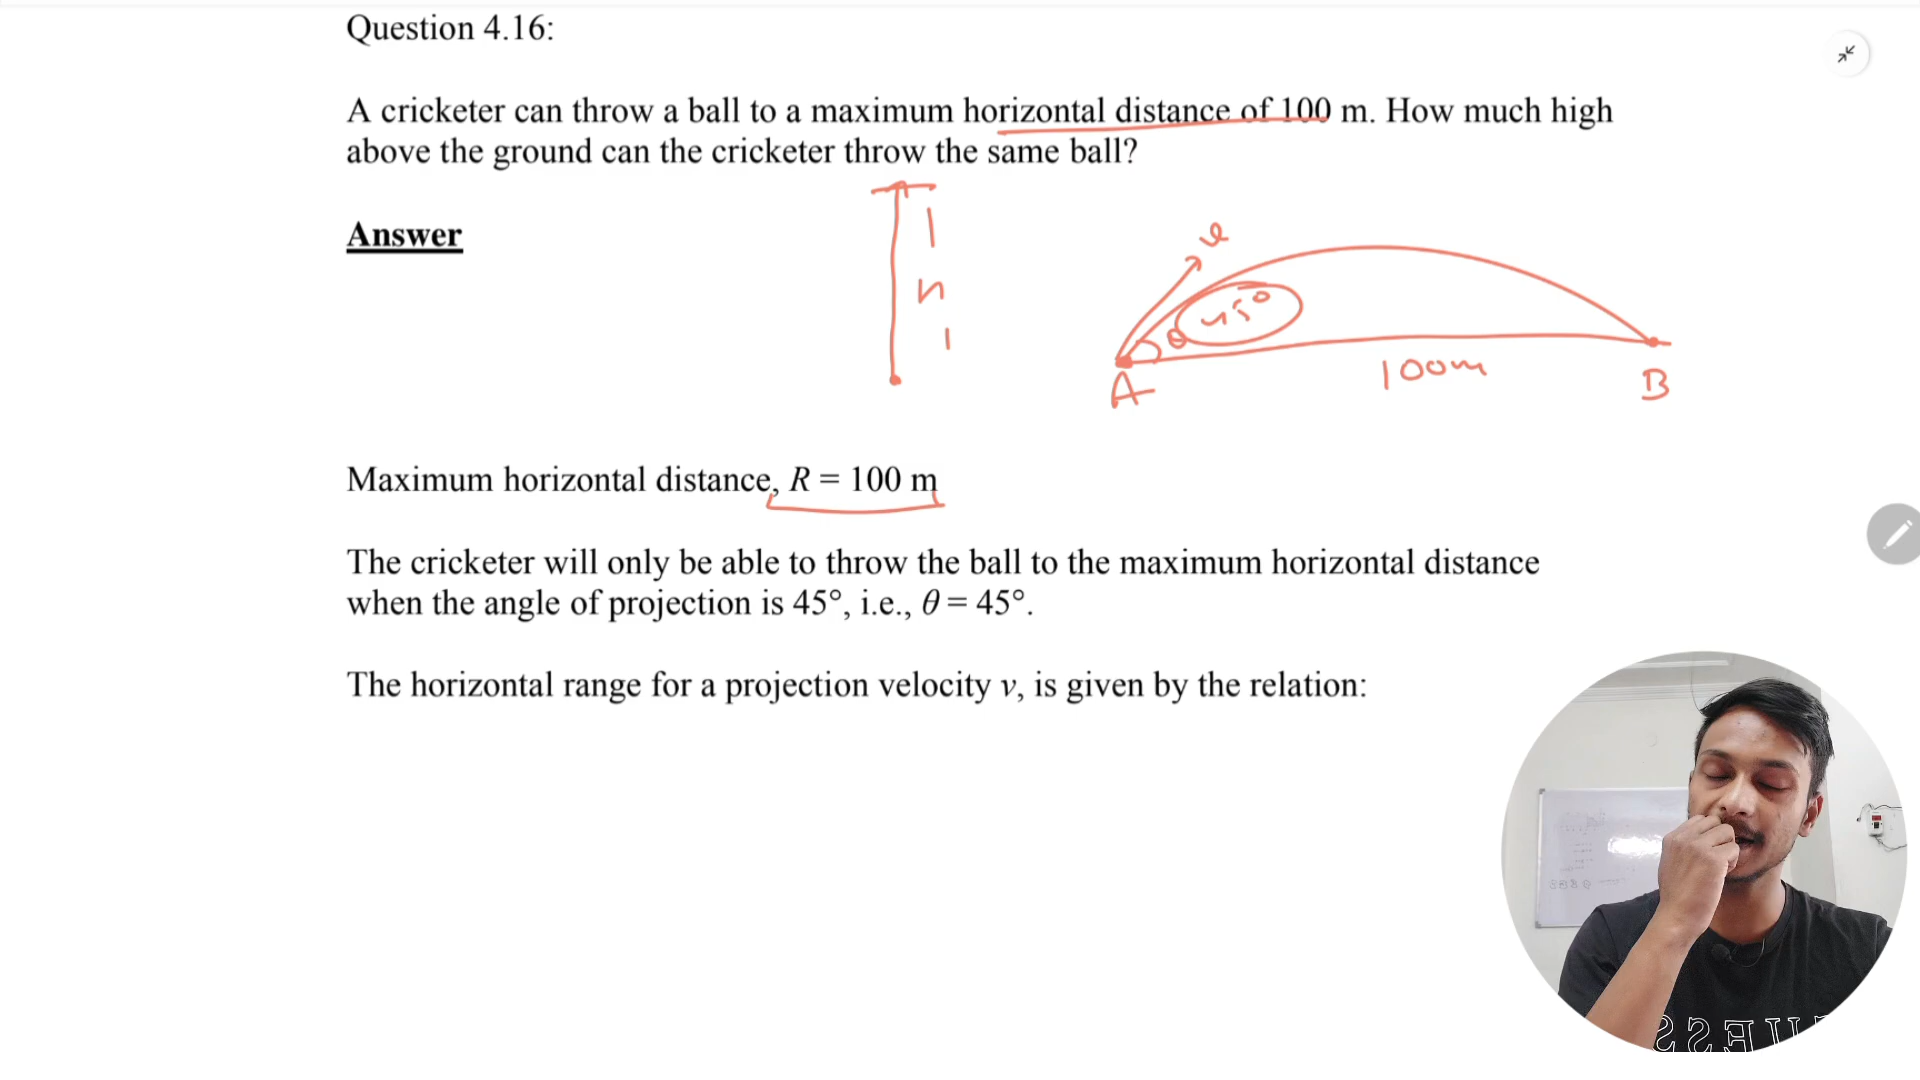 Question 4.16:
A cricketer can throw a ball to a maximum horizontal distance of 100 m. How much high
above the ground can the cricketer throw the same ball?
Answer
h
v
θ 45°
100m
A
B
Maximum horizontal distance, R = 100 m
The cricketer will only be able to throw the ball to the maximum horizontal distance
when the angle of projection is 45°, i.e., θ = 45°.
The horizontal range for a projection velocity v, is given by the relation: